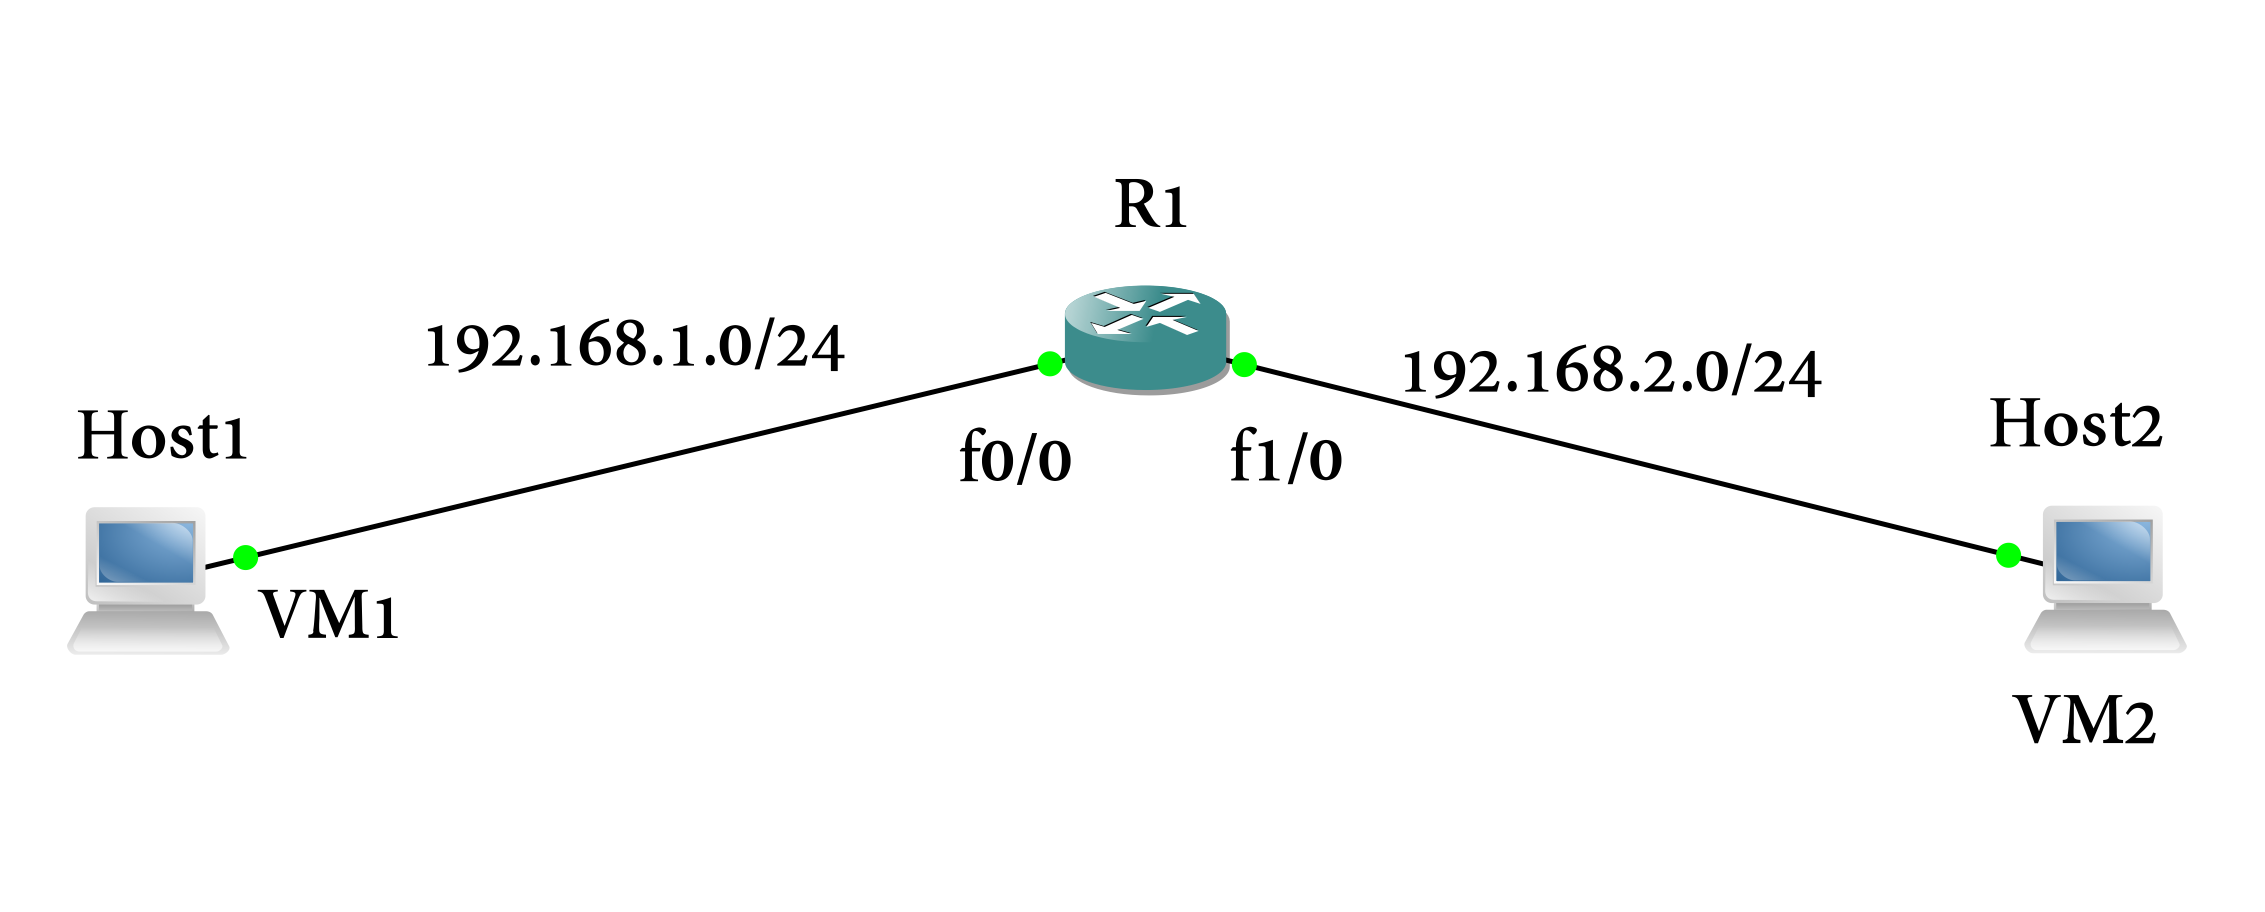 R1
192.168.1.0/24
192.168.2.0/24
Host1
Host2
f0/0
f1/0
VM1
VM2